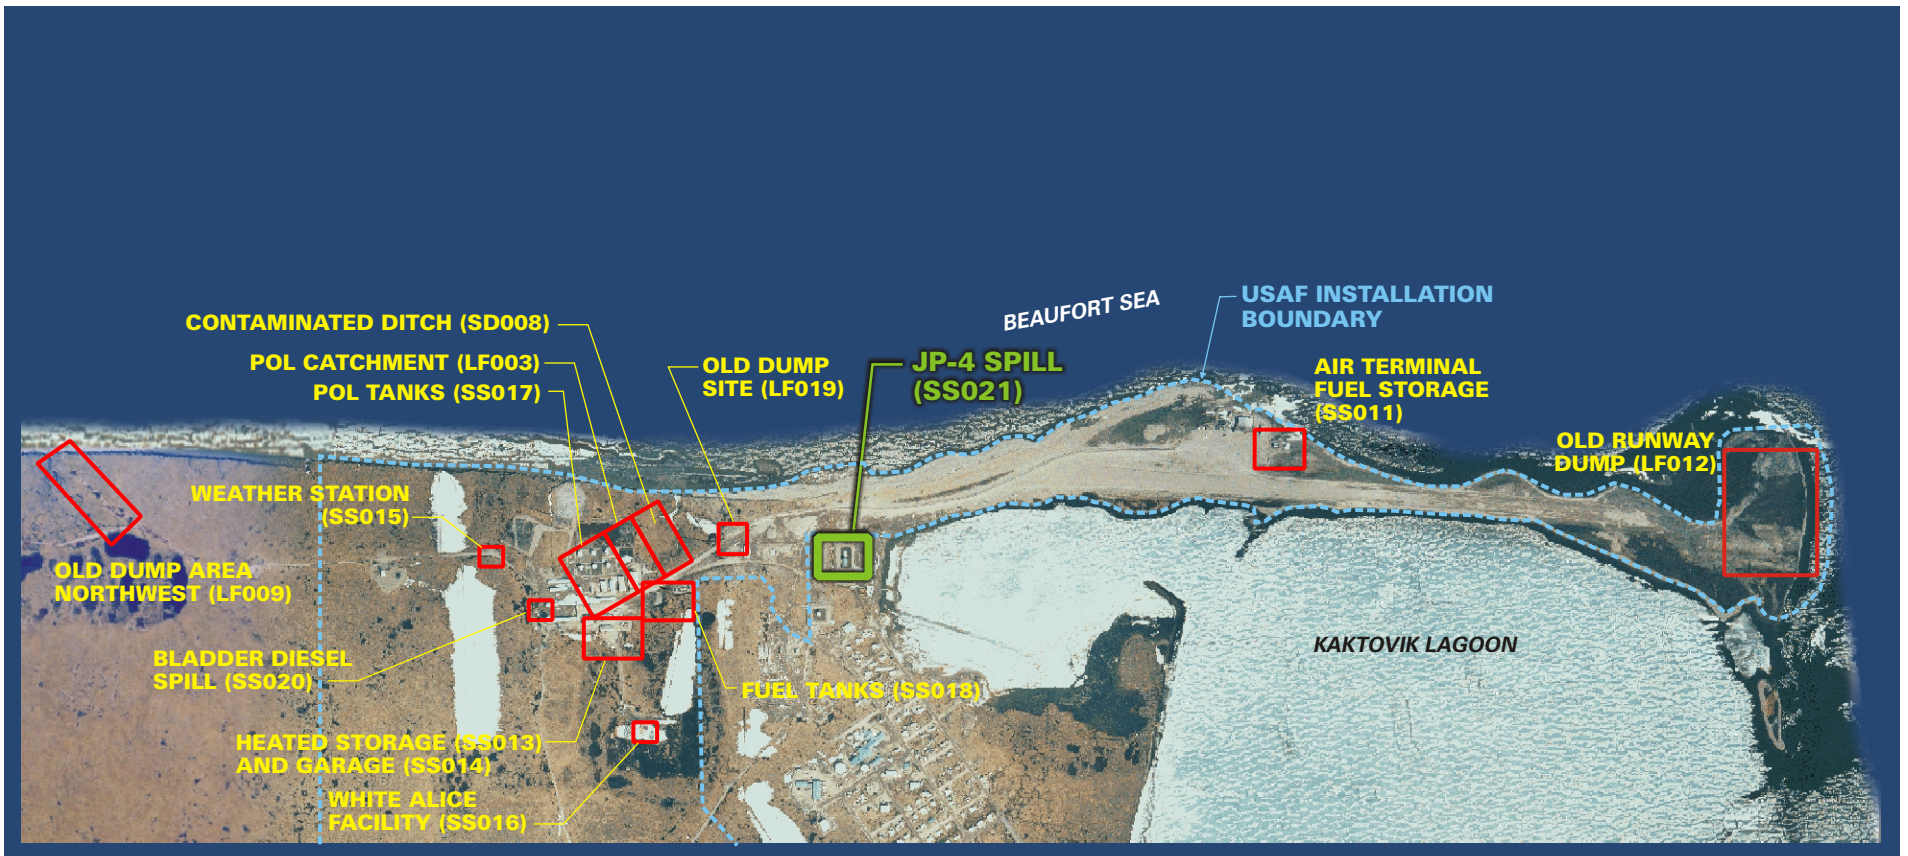 BEAUFORT SEA
USAF INSTALLATION
BOUNDARY
CONTAMINATED DITCH (SD008)
POL CATCHMENT (LF003)
POL TANKS (SS017)
OLD DUMP
SITE (LF019)
JP-4 SPILL
(SS021)
AIR TERMINAL
FUEL STORAGE
(SS011)
OLD RUNWAY
DUMP (LF012)
WEATHER STATION
(SS015)
OLD DUMP AREA
NORTHWEST (LF009)
BLADDER DIESEL
SPILL (SS020)
KAKTOVIK LAGOON
FUEL TANKS (SS018)
HEATED STORAGE (SS013)
AND GARAGE (SS014)
WHITE ALICE
FACILITY (SS016)